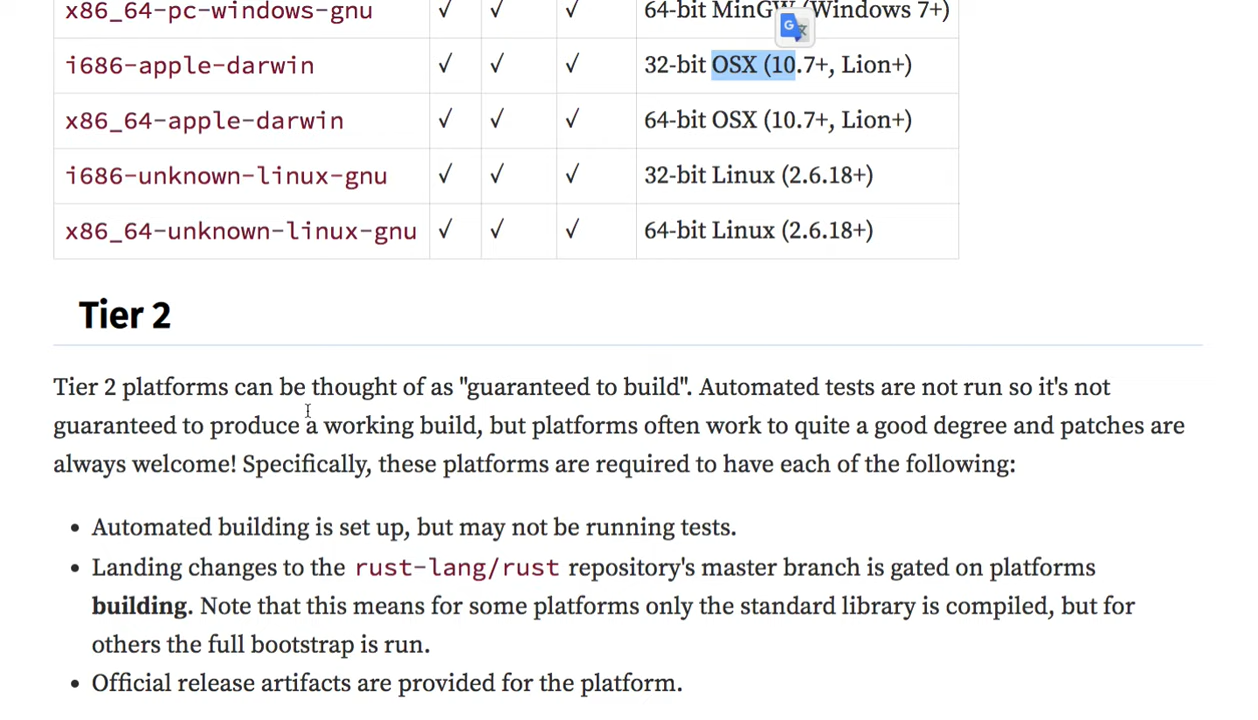 x86_64-pc-windows-gnu ✓ ✓ ✓ 64-bit MinGW (Windows 7+)
i686-apple-darwin ✓ ✓ ✓ 32-bit OSX (10.7+, Lion+)
x86_64-apple-darwin ✓ ✓ ✓ 64-bit OSX (10.7+, Lion+)
i686-unknown-linux-gnu ✓ ✓ ✓ 32-bit Linux (2.6.18+)
x86_64-unknown-linux-gnu ✓ ✓ ✓ 64-bit Linux (2.6.18+)
Tier 2
Tier 2 platforms can be thought of as "guaranteed to build". Automated tests are not run so it's not
guaranteed to produce a working build, but platforms often work to quite a good degree and patches are
always welcome! Specifically, these platforms are required to have each of the following:
• Automated building is set up, but may not be running tests.
• Landing changes to the rust-lang/rust repository's master branch is gated on platforms
building. Note that this means for some platforms only the standard library is compiled, but for
others the full bootstrap is run.
• Official release artifacts are provided for the platform.